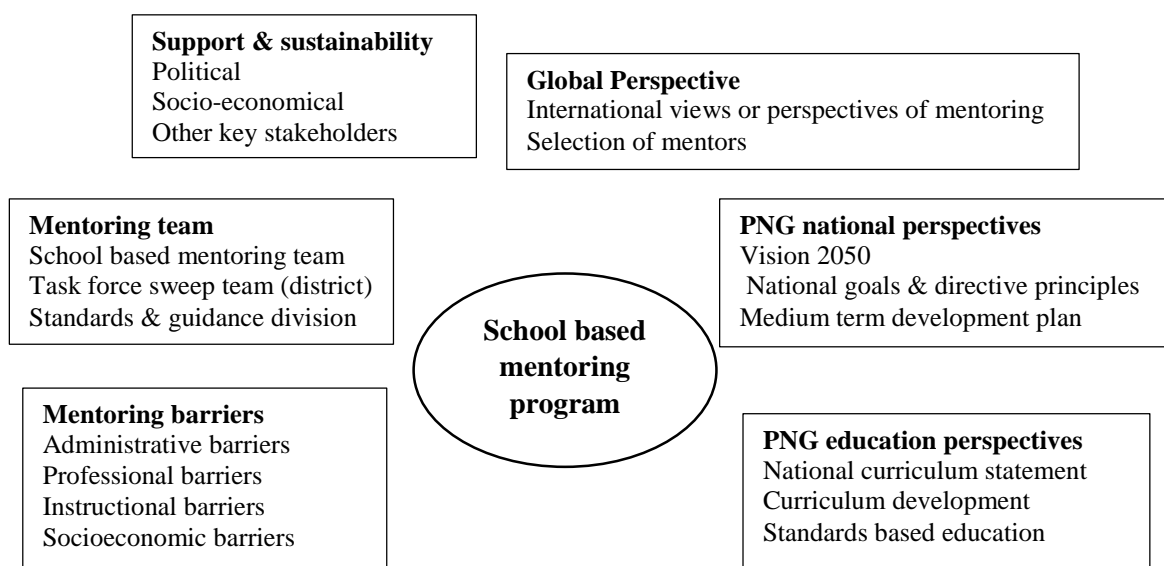 Support & sustainability
Political
Socio-economical
Other key stakeholders
Global Perspective
International views or perspectives of mentoring
Selection of mentors
Mentoring team
School based mentoring team
Task force sweep team (district)
Standards & guidance division
PNG national perspectives
Vision 2050
National goals & directive principles
Medium term development plan
School based
mentoring
program
Mentoring barriers
Administrative barriers
Professional barriers
Instructional barriers
Socioeconomic barriers
PNG education perspectives
National curriculum statement
Curriculum development
Standards based education